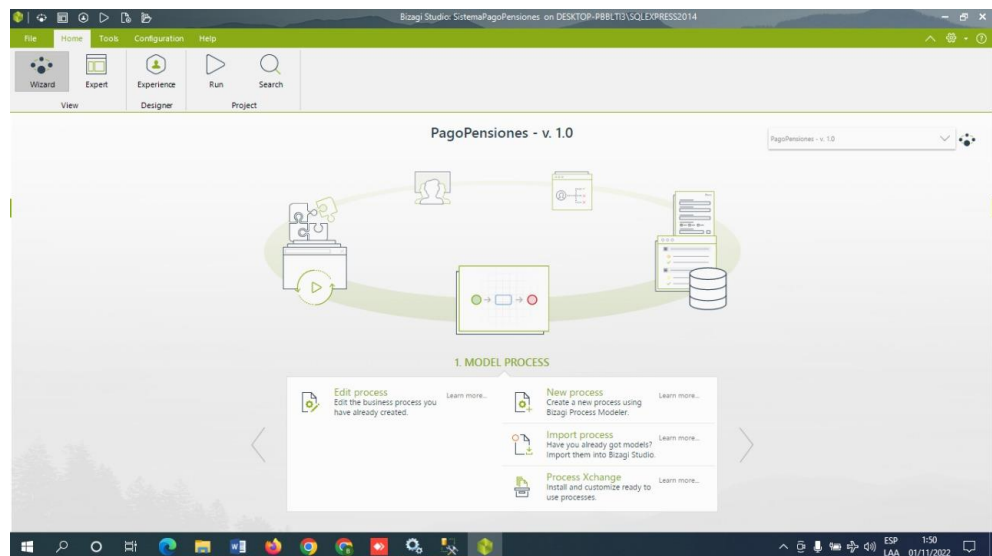 Bizagi Studio: SistemaPagoPensiones on DESKTOP-PBBLTI3\SQLEXPRESS2014
File Home Tools Configuration Help
Wizard Expert Experience Run Search
View Designer Project
PagoPensiones - v. 1.0
PagoPensiones - v. 1.0
1. MODEL PROCESS
Edit process Learn more...
Edit the business process you
have already created.
New process Learn more...
Create a new process using
Bizagi Process Modeler.
Import process Learn more...
Have you already got models?
Import them into Bizagi Studio.
Process Xchange Learn more...
Install and customize ready to
use processes.
ESP 1:50
LAA 01/11/2022